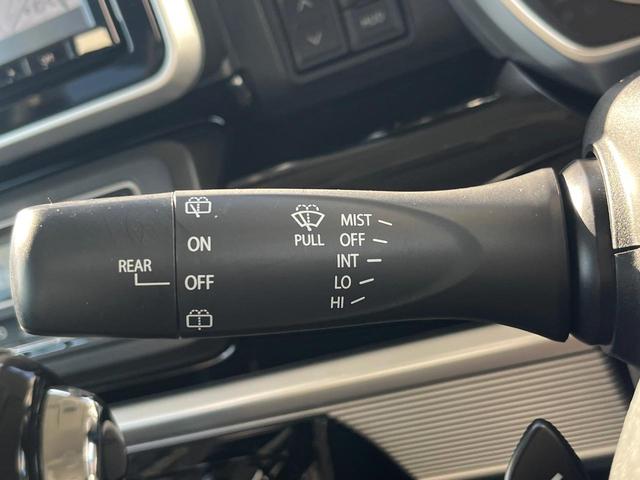 REAR
ON
OFF
PULL
MIST
OFF
INT
LO
HI